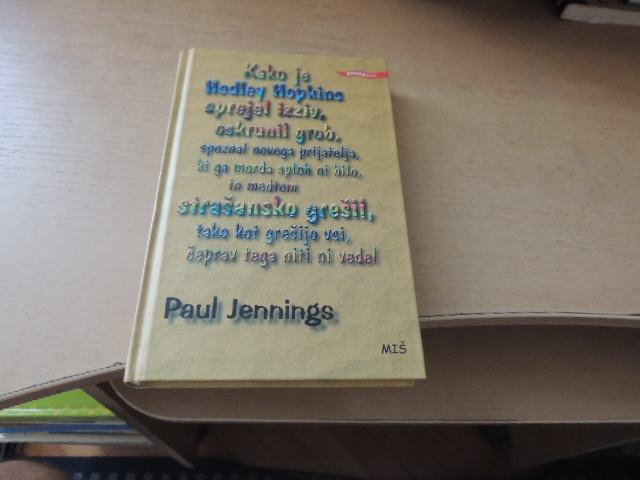 Kako je
Hedley Hopkins
sprejel izziv,
oskrunil grob,
spoznal novega prijatelja,
ki ga morda sploh ni bilo,
in medtem
strašansko grešil,
tako kot grešijo vsi,
čeprav tega niti ni vedel
Paul Jennings
MIŠ